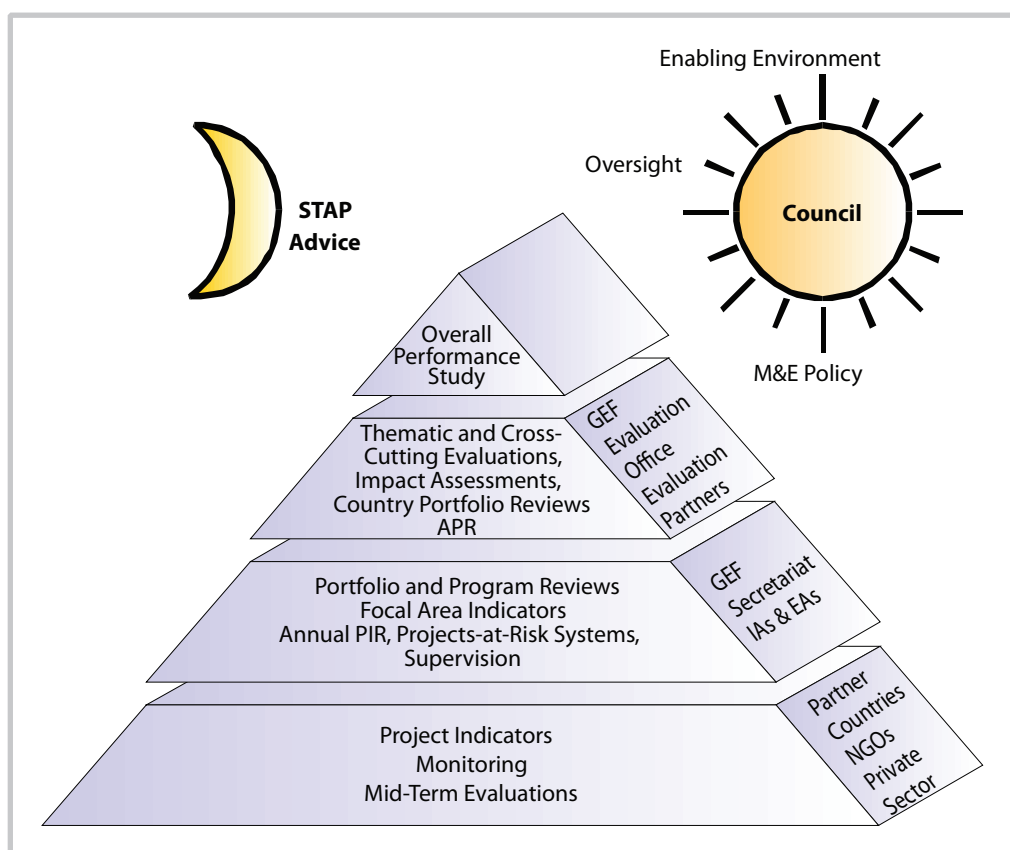 Enabling Environment
Oversight
Council
M&E Policy
STAP
Advice
Overall
Performance
Study
Thematic and Cross-
Cutting Evaluations,
Impact Assessments,
Country Portfolio Reviews
APR
GEF
Evaluation
Office
Evaluation
Partners
Portfolio and Program Reviews
Focal Area Indicators
Annual PIR, Projects-at-Risk Systems,
Supervision
GEF
Secretariat
IAs & EAs
Project Indicators
Monitoring
Mid-Term Evaluations
Partner
Countries
NGOs
Private
Sector